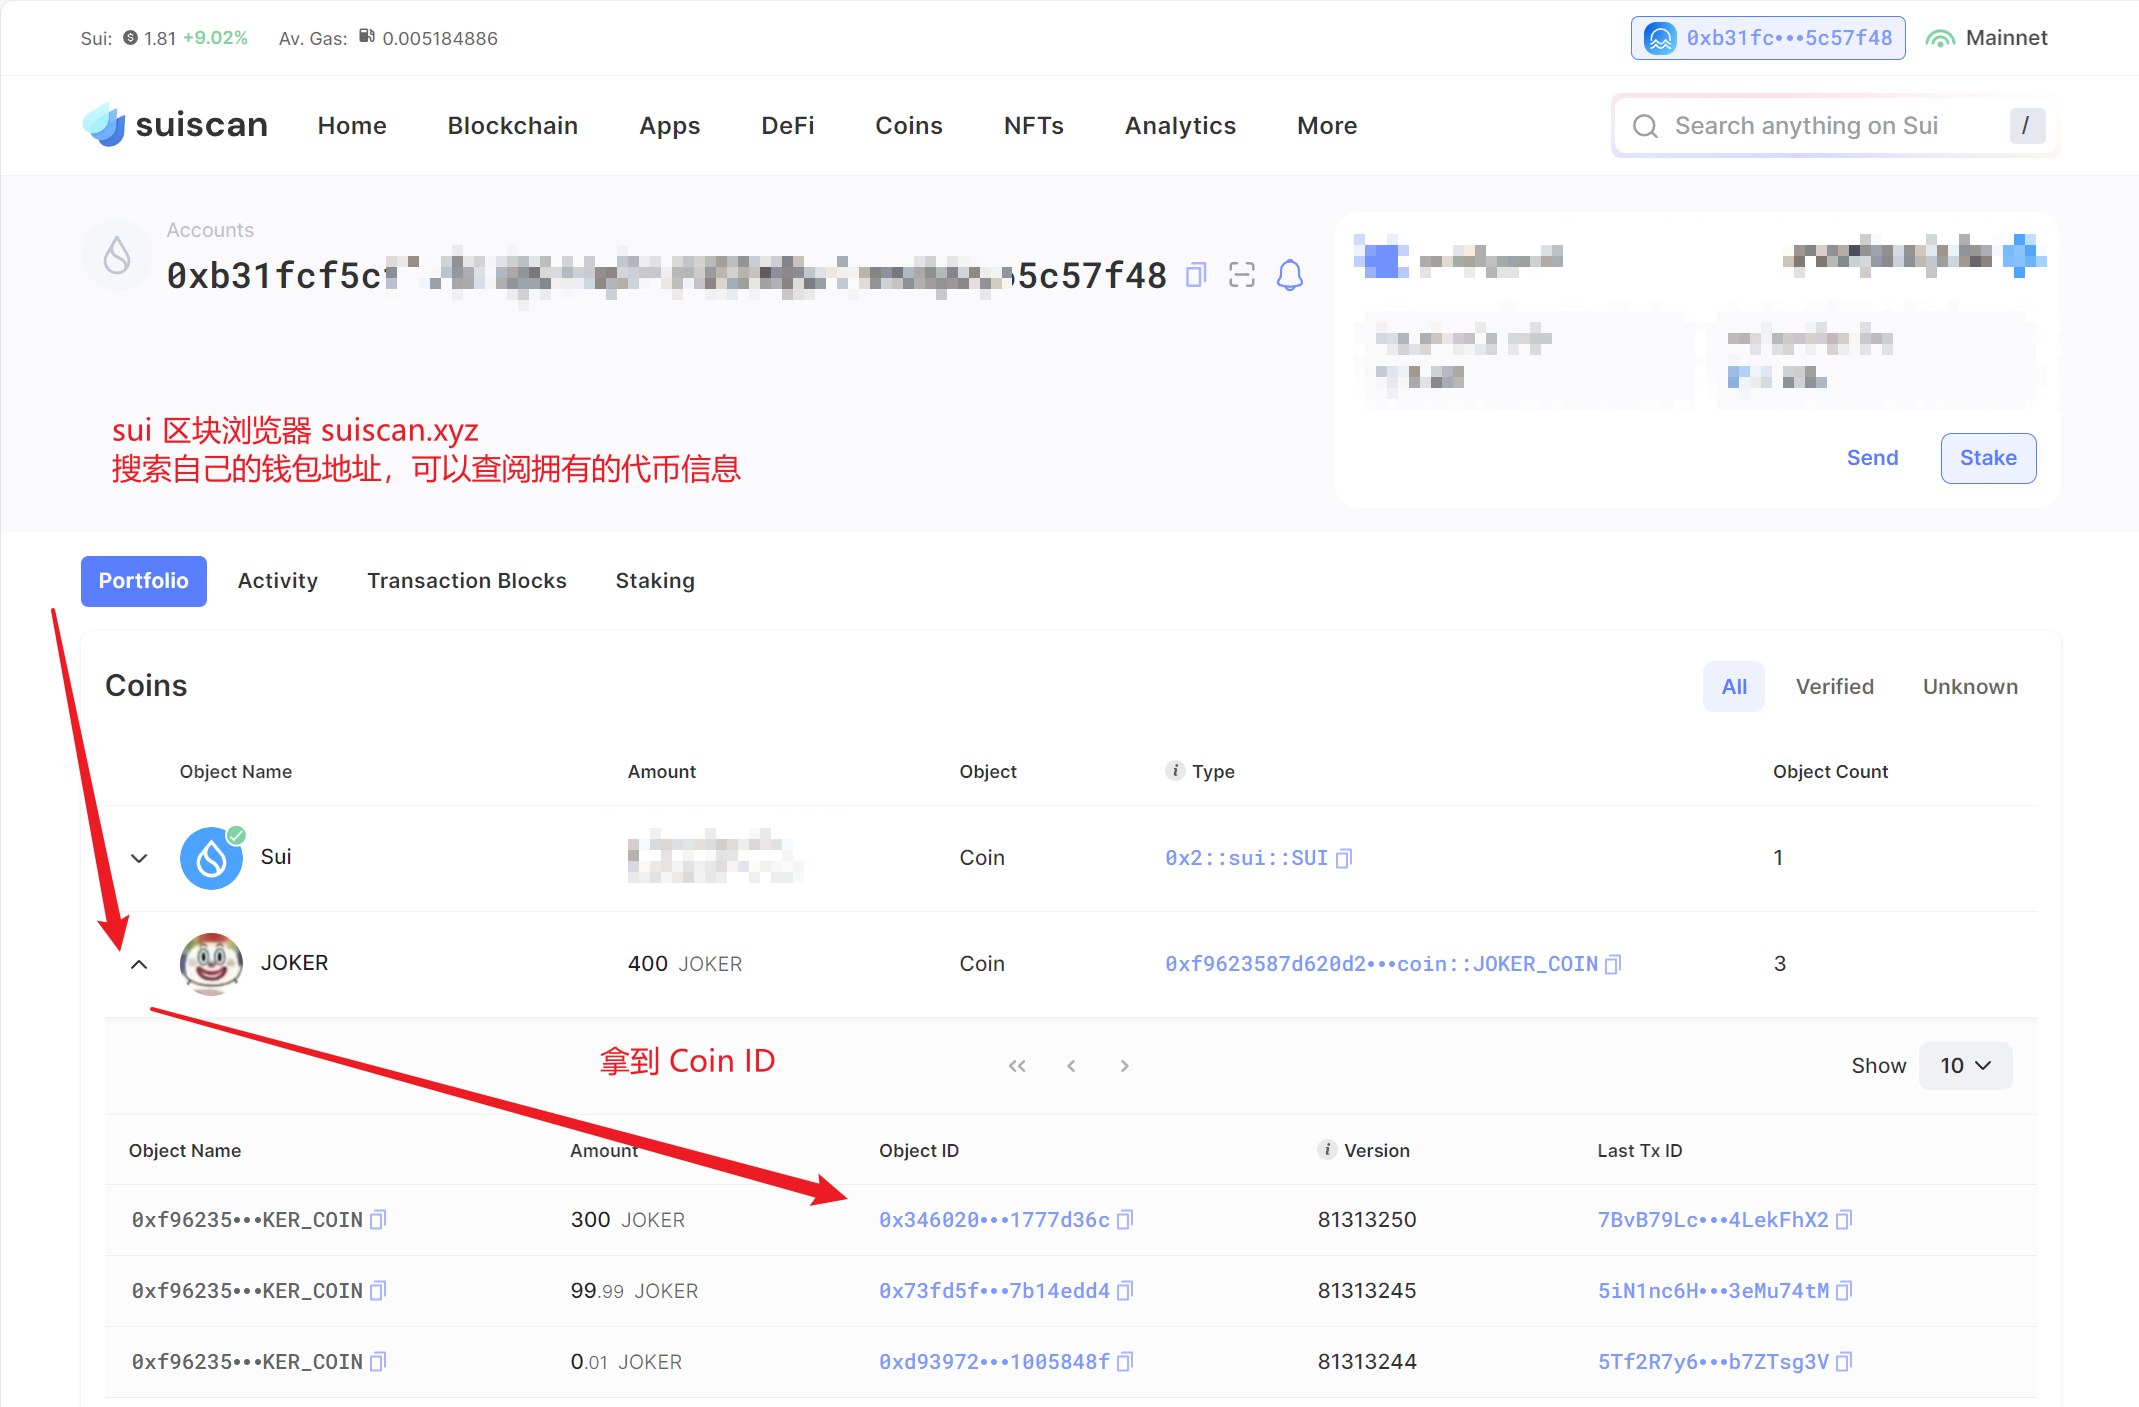 Sui: 1.81 +9.02% Av. Gas: 0.005184886
0xb31fc•••5c57f48 Mainnet
suiscan Home Blockchain Apps DeFi Coins NFTs Analytics More Search anything on Sui /
Accounts
0xb31fcf5c 5c57f48
sui 区块浏览器 suiscan.xyz
搜索自己的钱包地址，可以查阅拥有的代币信息
Send Stake
Portfolio Activity Transaction Blocks Staking
Coins All Verified Unknown
Object Name Amount Object Type Object Count
Sui Coin 0x2::sui::SUI 1
JOKER 400 JOKER Coin 0xf9623587d620d2•••coin::JOKER_COIN 3
拿到 Coin ID Show 10
Object Name Amount Object ID Version Last Tx ID
0xf96235•••KER_COIN 300 JOKER 0x346020•••1777d36c 81313250 7BvB79Lc•••4LekFhX2
0xf96235•••KER_COIN 99.99 JOKER 0x73fd5f•••7b14edd4 81313245 5iN1nc6H•••3eMu74tM
0xf96235•••KER_COIN 0.01 JOKER 0xd93972•••1005848f 81313244 5Tf2R7y6•••b7ZTsg3V